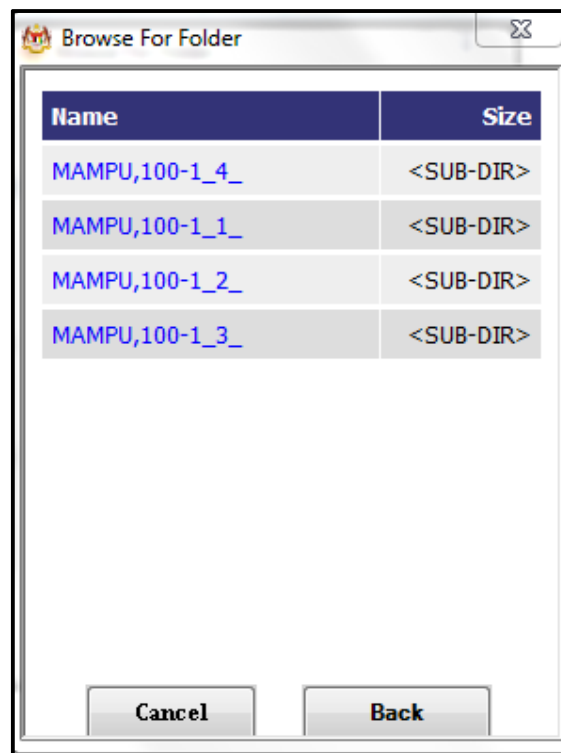 Browse For Folder
Name Size
MAMPU,100-1_4_ <SUB-DIR>
MAMPU,100-1_1_ <SUB-DIR>
MAMPU,100-1_2_ <SUB-DIR>
MAMPU,100-1_3_ <SUB-DIR>
Cancel Back